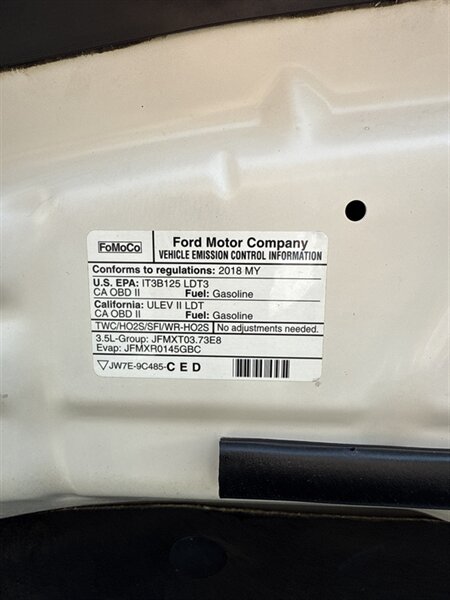 FoMoCo
Ford Motor Company
VEHICLE EMISSION CONTROL INFORMATION
Conforms to regulations: 2018 MY
U.S. EPA: IT3B125 LDT3
CA OBD II Fuel: Gasoline
California: ULEV II LDT
CA OBD II Fuel: Gasoline
TWC/HO2S/SFI/WR-HO2S No adjustments needed.
3.5L-Group: JFMXT03.73E8
Evap: JFMXR0145GBC
JW7E-9C485-CED